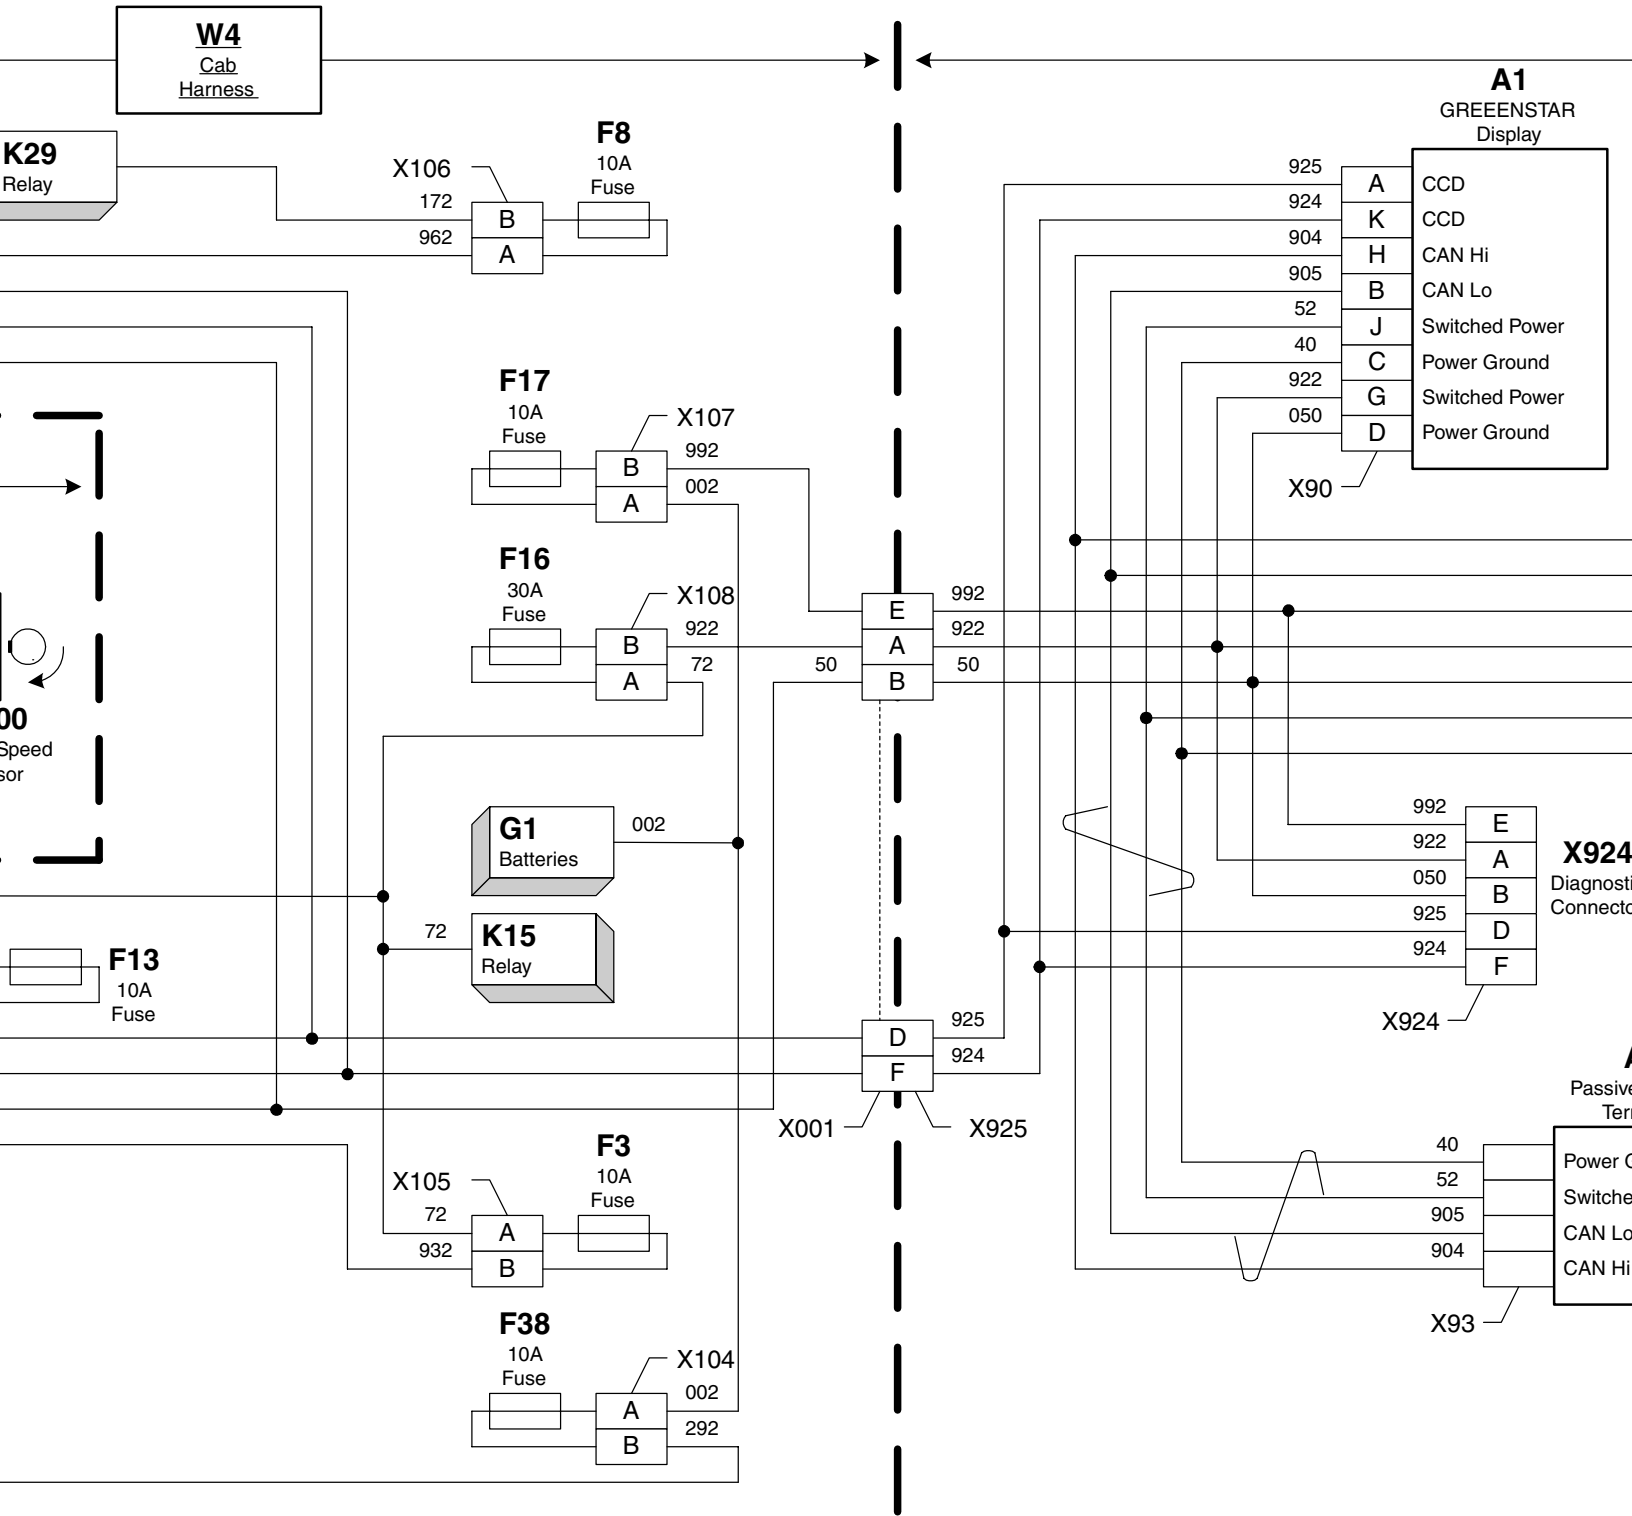 W4
Cab
Harness
K29
Relay
X106
172
962
B
A
F8
10A
Fuse
F17
10A
Fuse
X107
992
002
B
A
F16
30A
Fuse
X108
922
72
B
A
00
Speed
sor
G1
Batteries
002
72
K15
Relay
F13
10A
Fuse
50
E
A
B
992
922
50
D
F
925
924
X001
X925
X105
72
932
A
B
F3
10A
Fuse
F38
10A
Fuse
X104
002
292
A
B
A1
GREEENSTAR
Display
925 A CCD
924 K CCD
904 H CAN Hi
905 B CAN Lo
52 J Switched Power
40 C Power Ground
922 G Switched Power
050 D Power Ground
X90
992 E
922 A
050 B
925 D
924 F
X924
Diagnosti
Connecto
X924
Passive
Ter
40 Power
52 Switche
905 CAN Lo
904 CAN Hi
X93